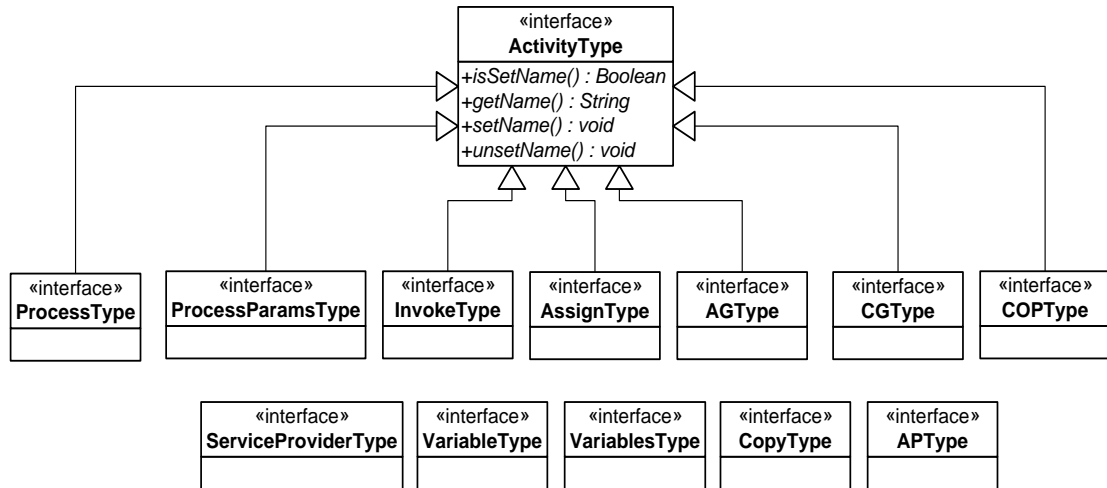 «interface»
ActivityType
+isSetName() : Boolean
+getName() : String
+setName() : void
+unsetName() : void
«interface»
ProcessType
«interface»
ProcessParamsType
«interface»
InvokeType
«interface»
AssignType
«interface»
AGType
«interface»
CGType
«interface»
COPType
«interface»
ServiceProviderType
«interface»
VariableType
«interface»
VariablesType
«interface»
CopyType
«interface»
APType